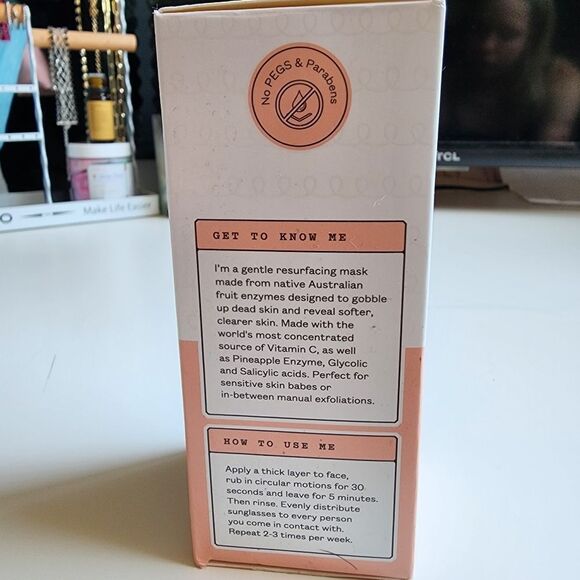 No PEGS & Parabens
GET TO KNOW ME
I'm a gentle resurfacing mask
made from native Australian
fruit enzymes designed to gobble
up dead skin and reveal softer,
clearer skin. Made with the
world's most concentrated
source of Vitamin C, as well
as Pineapple Enzyme, Glycolic
and Salicylic acids. Perfect for
sensitive skin babes or
in-between manual exfoliations.
HOW TO USE ME
Apply a thick layer to face,
rub in circular motions for 30
seconds and leave for 5 minutes.
Then rinse. Evenly distribute
sunglasses to every person
you come in contact with.
Repeat 2-3 times per week.
Make Life Easier
TCL